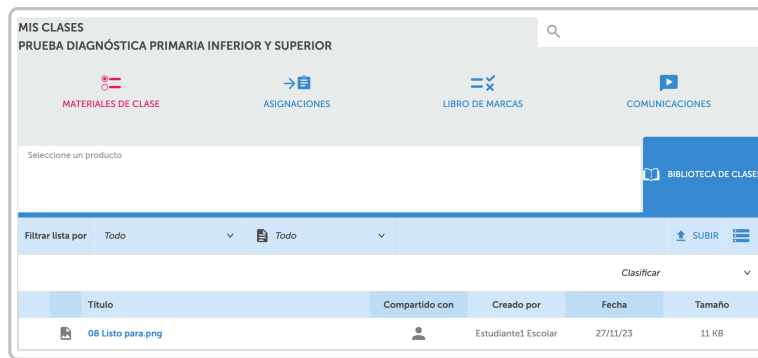 MIS CLASES
PRUEBA DIAGNÓSTICA PRIMARIA INFERIOR Y SUPERIOR
MATERIALES DE CLASE
ASIGNACIONES
LIBRO DE MARCAS
COMUNICACIONES
Seleccione un producto
BIBLIOTECA DE CLASES
Filtrar lista por Todo Todo SUBIR
Clasificar
Título Compartido con Creado por Fecha Tamaño
08 Listo para.png Estudiante1 Escolar 27/11/23 11 KB